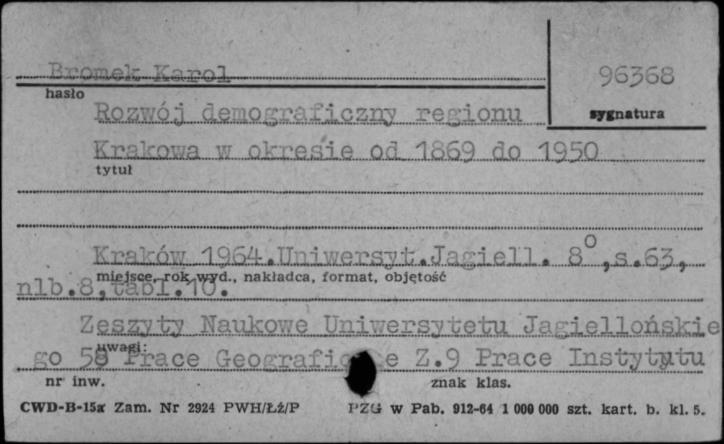 Bromek Karol
96368
hasło
sygnatura
Rozwój demograficzny regionu
Krakowa w okresie od 1869 do 1950
tytuł
Kraków 1964.Uniwersyt.Jagiell. 8°,s.63,
miejsce, rok wyd., nakładca, format, objętość
nlb.8,tabl.10.
Zeszyty Naukowe Uniwersytetu Jagiellońskie
uwagi:
go 58 Prace Geografi e Z.9 Prace Instytutu
nr inw.
znak klas.
CWD-B-15a Zam. Nr 2924 PWH/Łź/P PZG w Pab. 912-64 1 000 000 szt. kart. b. kl. 5.